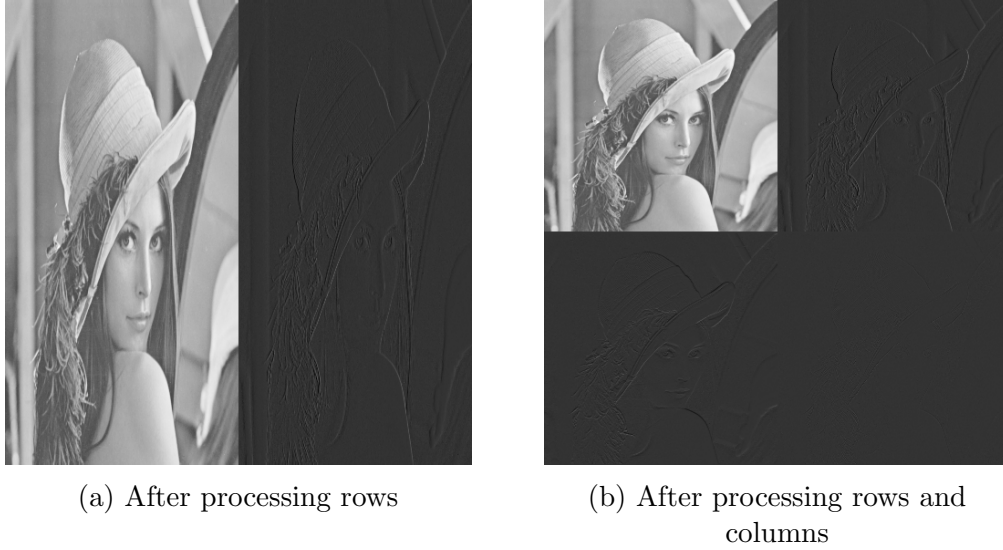 (a) After processing rows
(b) After processing rows and
columns